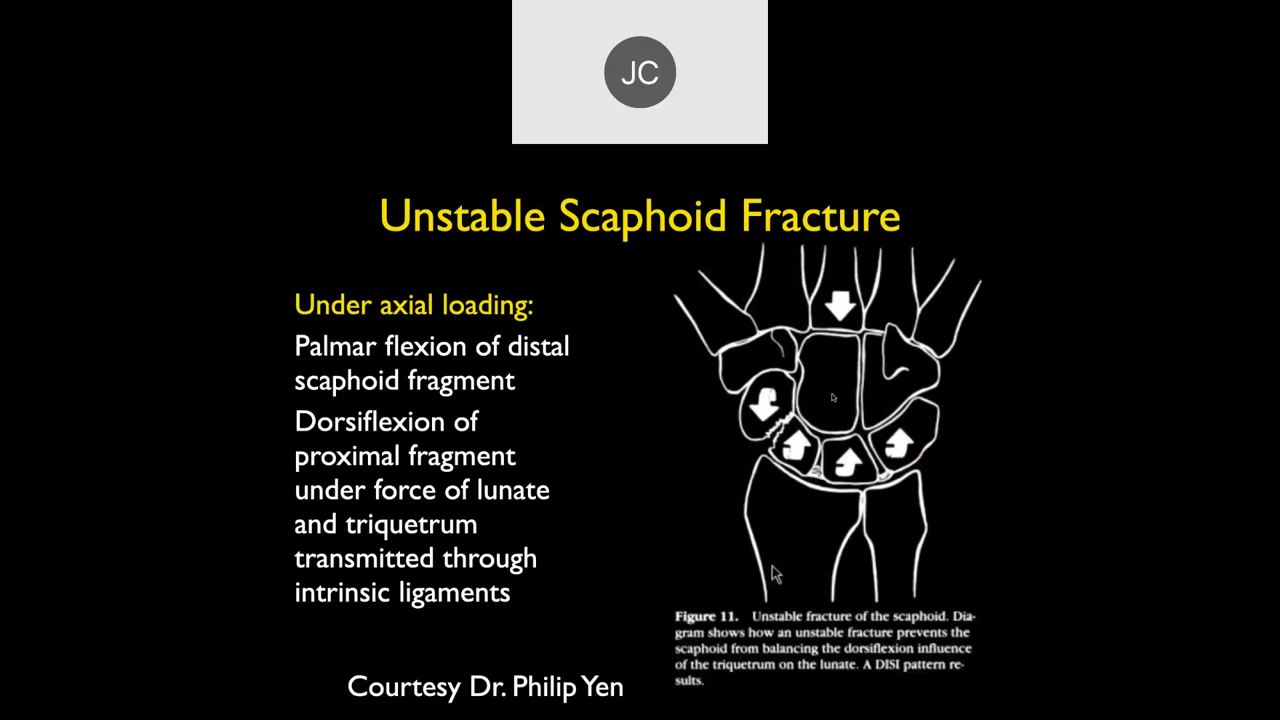 JC
Unstable Scaphoid Fracture
Under axial loading:
Palmar flexion of distal
scaphoid fragment
Dorsiflexion of
proximal fragment
under force of lunate
and triquetrum
transmitted through
intrinsic ligaments
Figure 11. Unstable fracture of the scaphoid. Dia-
gram shows how an unstable fracture prevents the
scaphoid from balancing the dorsiflexion influence
of the triquetrum on the lunate. A DISI pattern re-
sults.
Courtesy Dr. Philip Yen